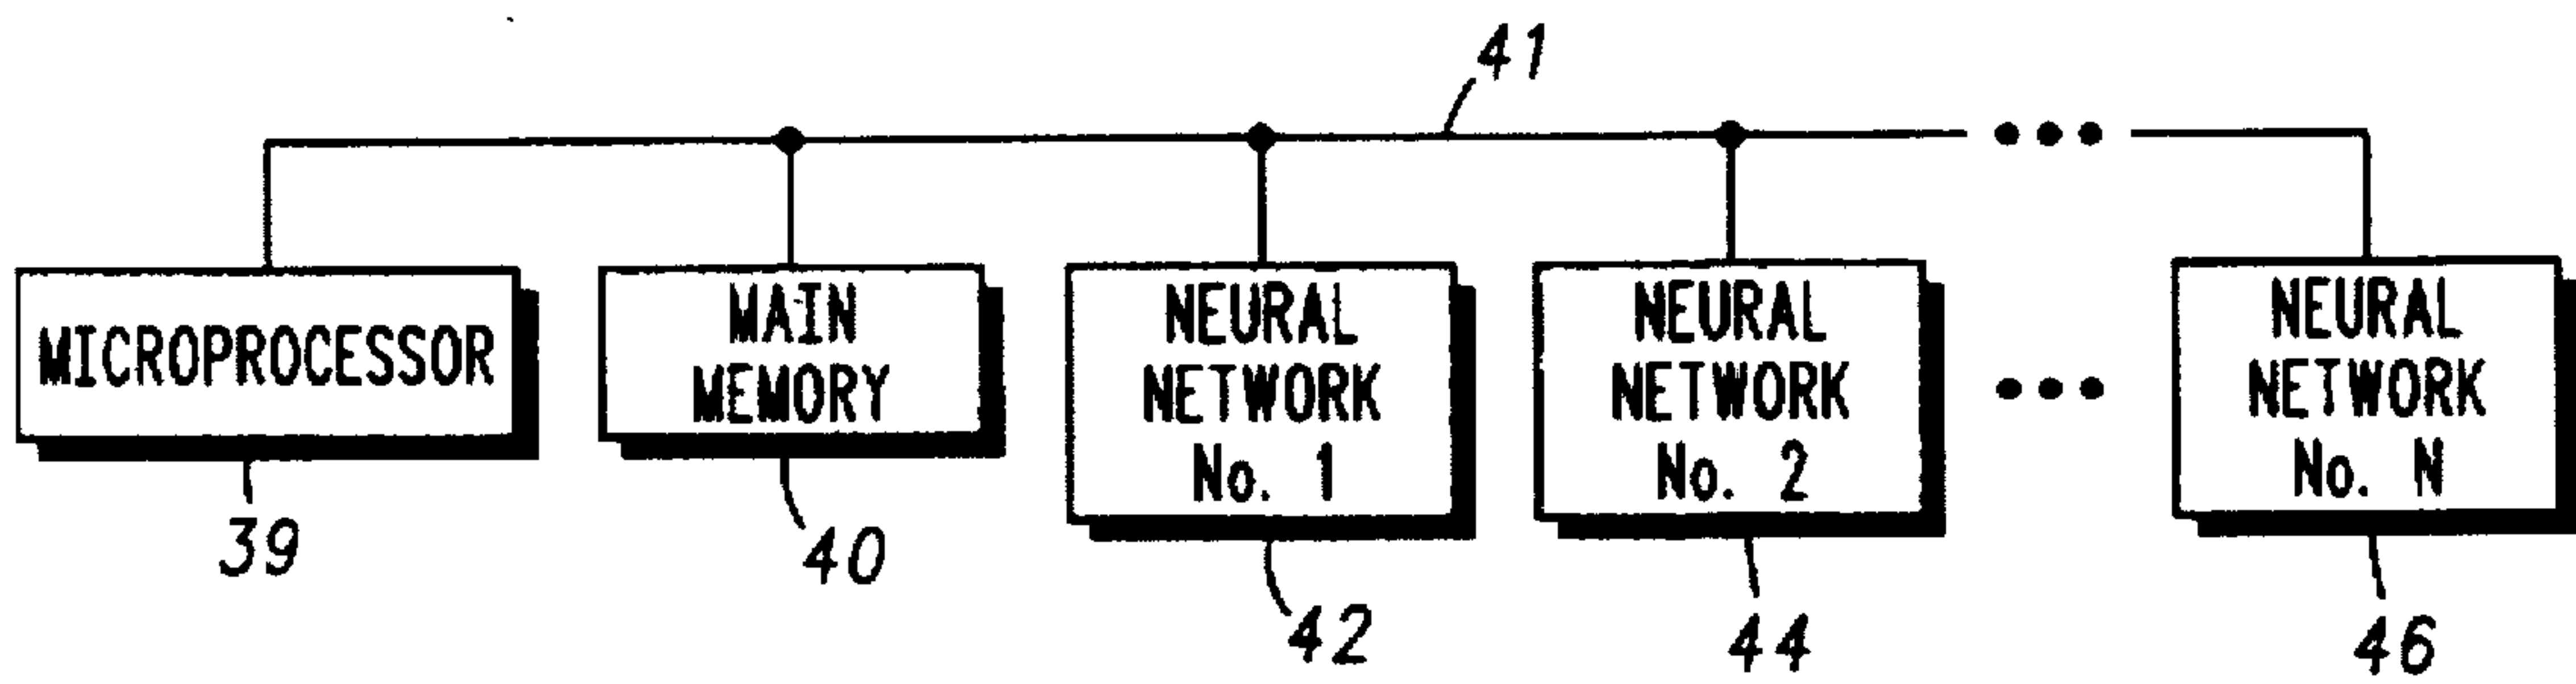 41
MICROPROCESSOR
MAIN
MEMORY
NEURAL
NETWORK
No. 1
NEURAL
NETWORK
No. 2
NEURAL
NETWORK
No. N
39
40
42
44
46